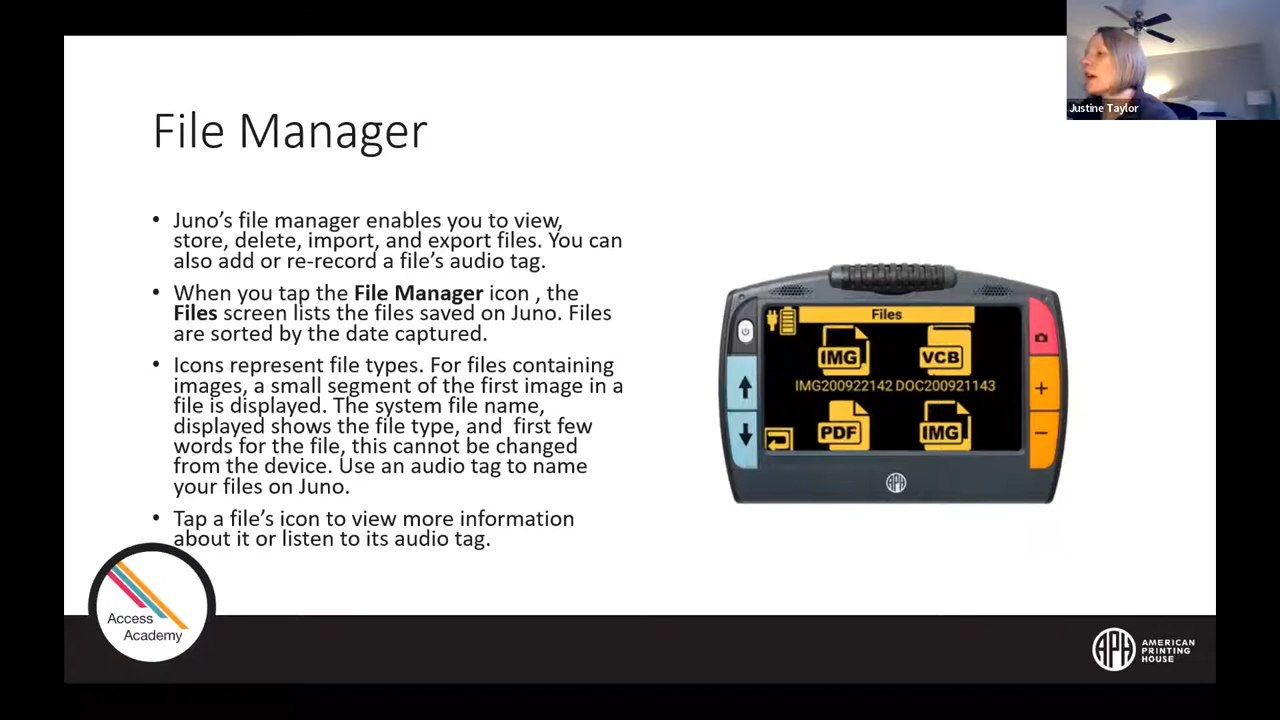 Justine Taylor
File Manager
• Juno’s file manager enables you to view,
store, delete, import, and export files. You can
also add or re-record a file’s audio tag.
• When you tap the File Manager icon , the
Files screen lists the files saved on Juno. Files
are sorted by the date captured.
• Icons represent file types. For files containing
images, a small segment of the first image in a
file is displayed. The system file name,
displayed shows the file type, and first few
words for the file, this cannot be changed
from the device. Use an audio tag to name
your files on Juno.
• Tap a file’s icon to view more information
about it or listen to its audio tag.
Files
IMG VCB
IMG200922142 DOC200921143
PDF IMG
+
−
APH
Access
Academy
APH
AMERICAN
PRINTING
HOUSE